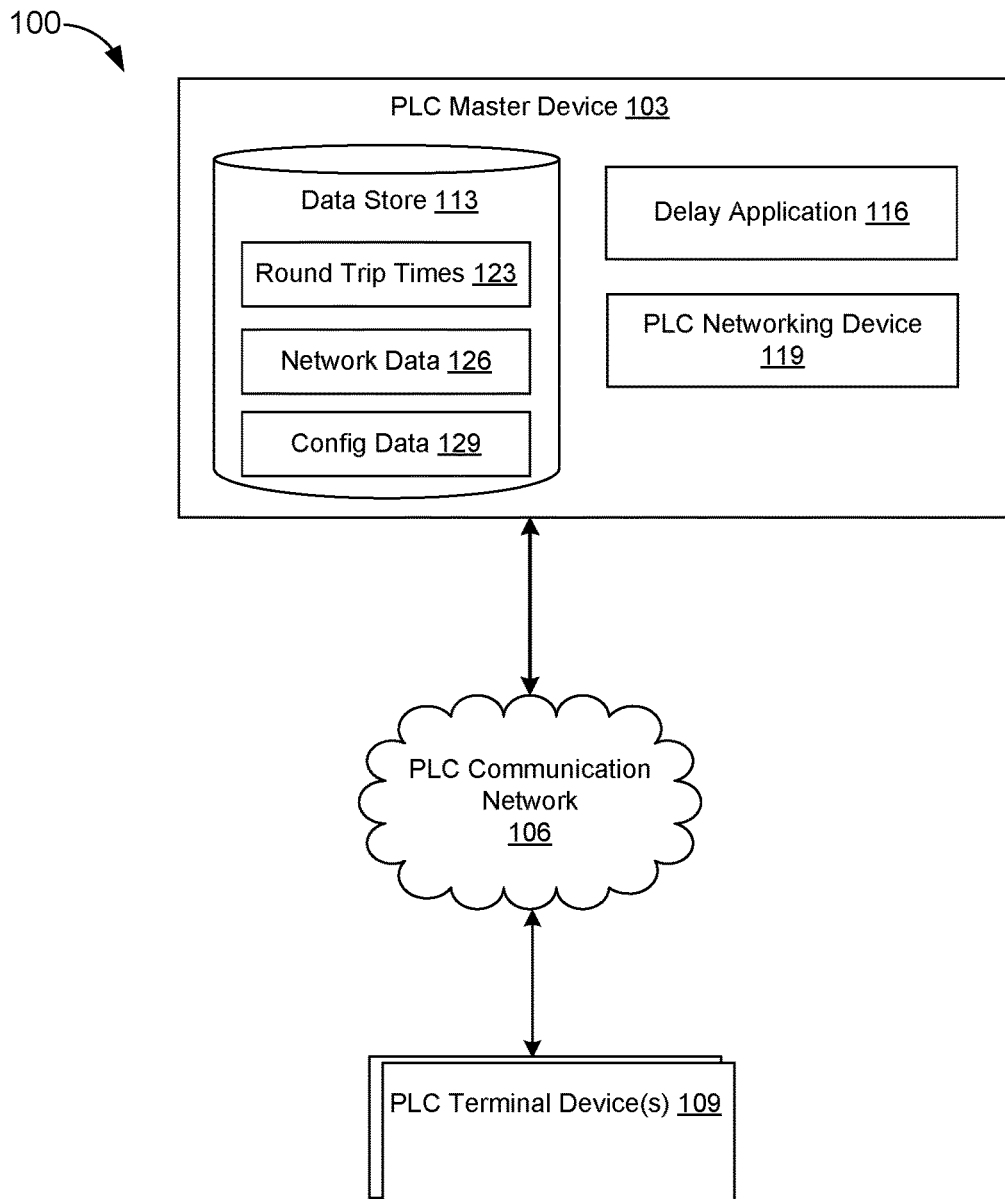 100
PLC Master Device 103
Data Store 113
Round Trip Times 123
Network Data 126
Config Data 129
Delay Application 116
PLC Networking Device
119
PLC Communication
Network
106
PLC Terminal Device(s) 109